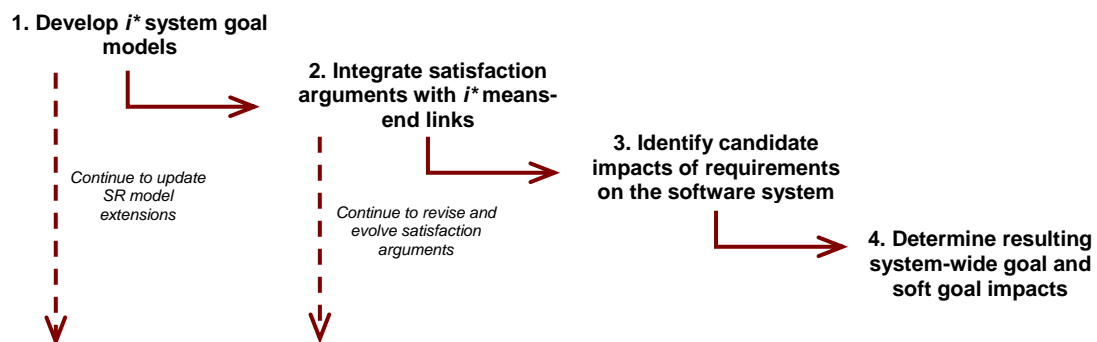 1. Develop i* system goal
models
2. Integrate satisfaction
arguments with i* means-
end links
Continue to update
SR model
extensions
3. Identify candidate
impacts of requirements
on the software system
Continue to revise and
evolve satisfaction
arguments
4. Determine resulting
system-wide goal and
soft goal impacts